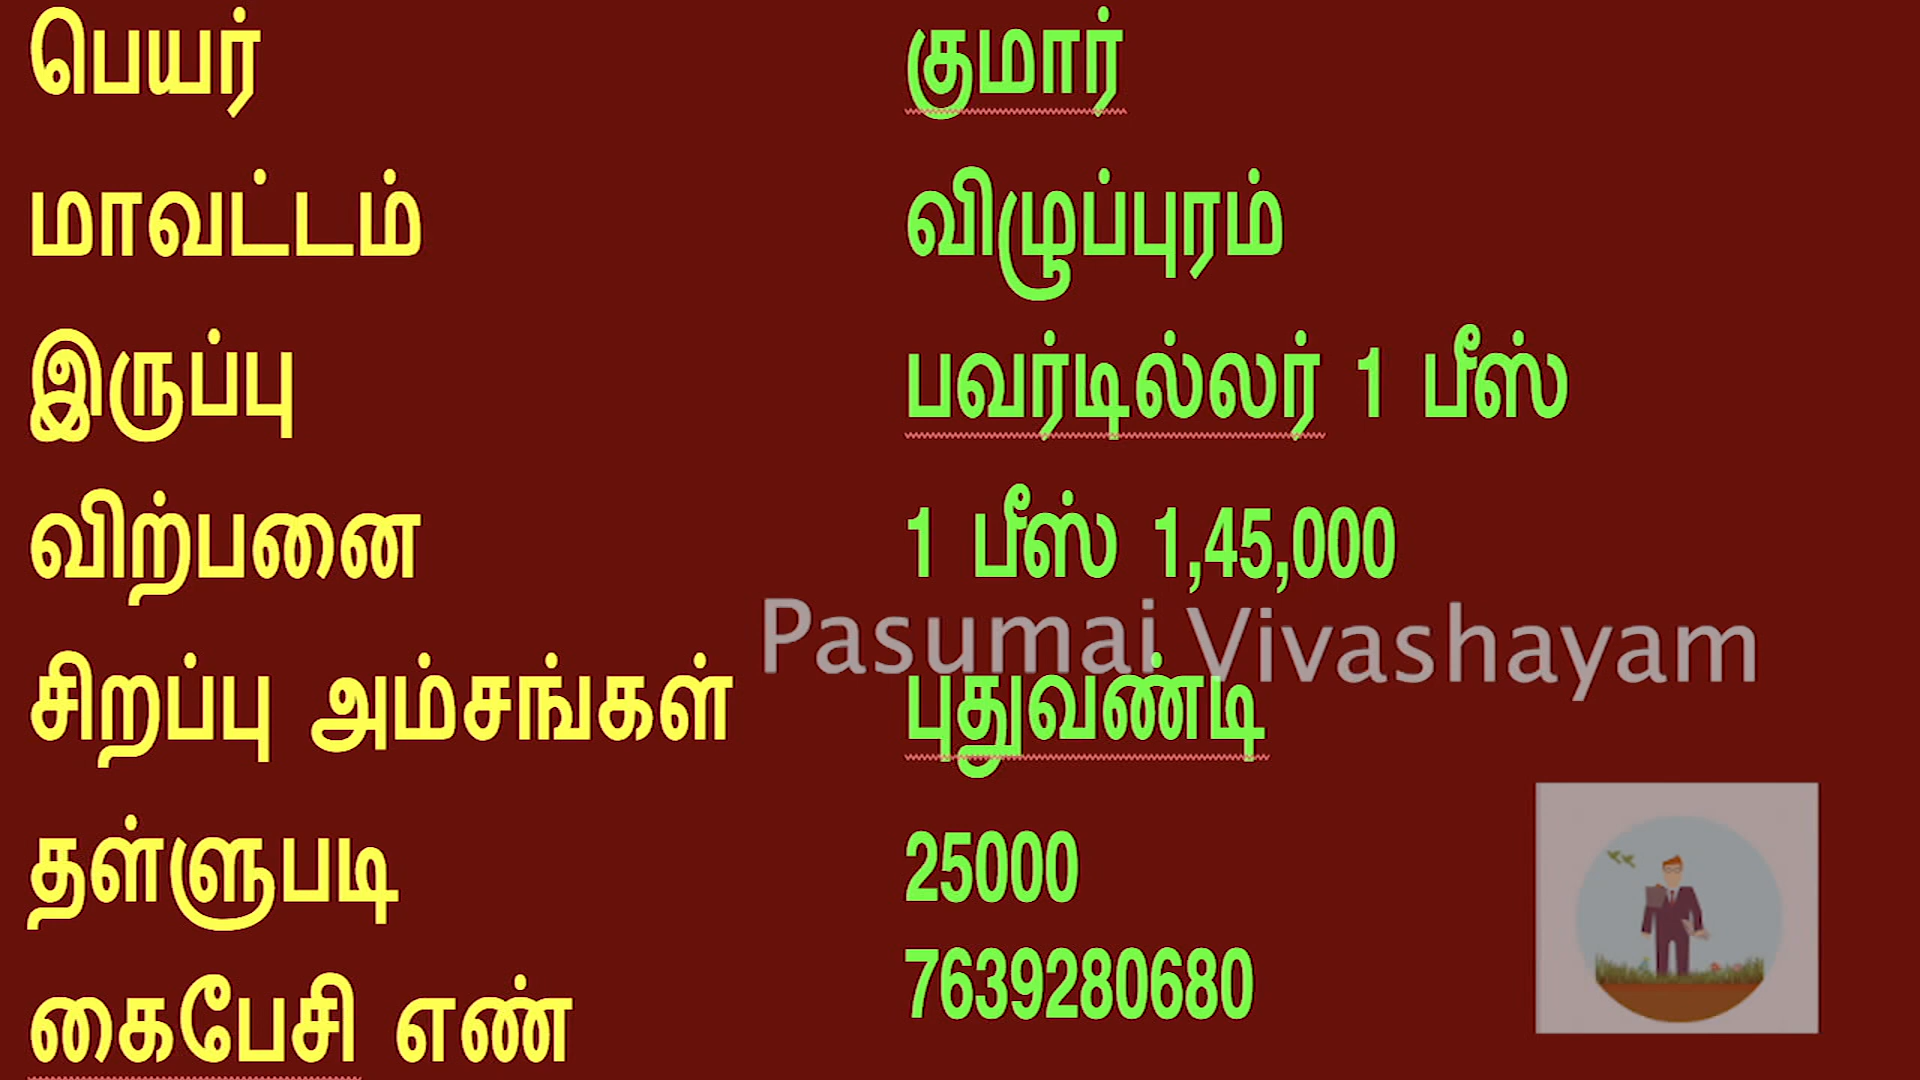 பெயர் குமார்
மாவட்டம் விழுப்புரம்
இருப்பு பவர்டில்லர் 1 பீஸ்
விற்பனை 1 பீஸ் 1,45,000
Pasumai Vivashayam
சிறப்பு அம்சங்கள் புதுவண்டி
தள்ளுபடி 25000
கைபேசி எண் 7639280680